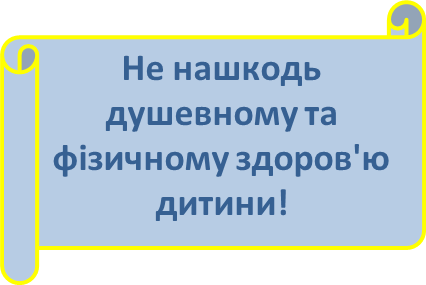 Не нашкодь
душевному та
фізичному здоров'ю
дитини!